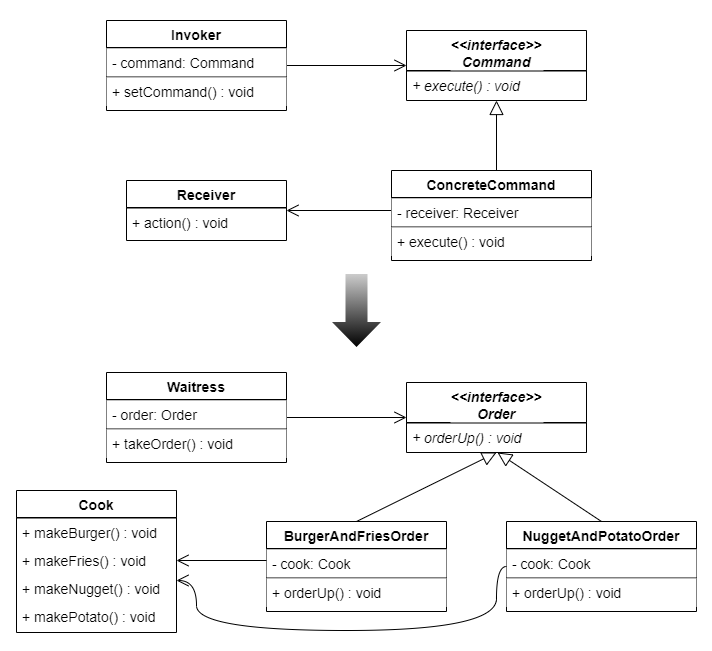 Invoker
- command: Command
+ setCommand() : void
<<interface>>
Command
+ execute() : void
Receiver
+ action() : void
ConcreteCommand
- receiver: Receiver
+ execute() : void
Waitress
- order: Order
+ takeOrder() : void
<<interface>>
Order
+ orderUp() : void
Cook
+ makeBurger() : void
+ makeFries() : void
+ makeNugget() : void
+ makePotato() : void
BurgerAndFriesOrder
- cook: Cook
+ orderUp() : void
NuggetAndPotatoOrder
- cook: Cook
+ orderUp() : void